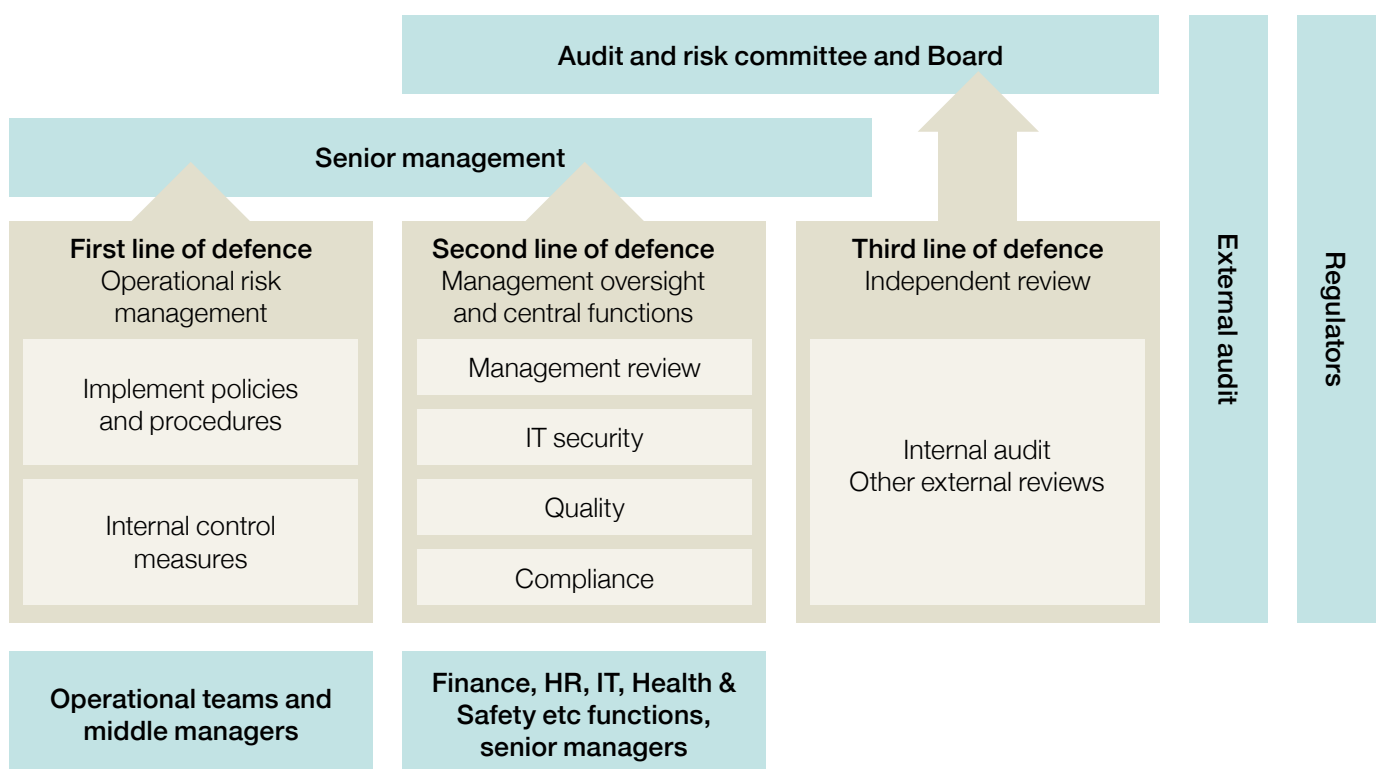 Audit and risk committee and Board
Senior management
First line of defence
Operational risk
management
Implement policies
and procedures
Internal control
measures
Operational teams and
middle managers
Second line of defence
Management oversight
and central functions
Management review
IT security
Quality
Compliance
Finance, HR, IT, Health &
Safety etc functions,
senior managers
Third line of defence
Independent review
Internal audit
Other external reviews
External audit
Regulators